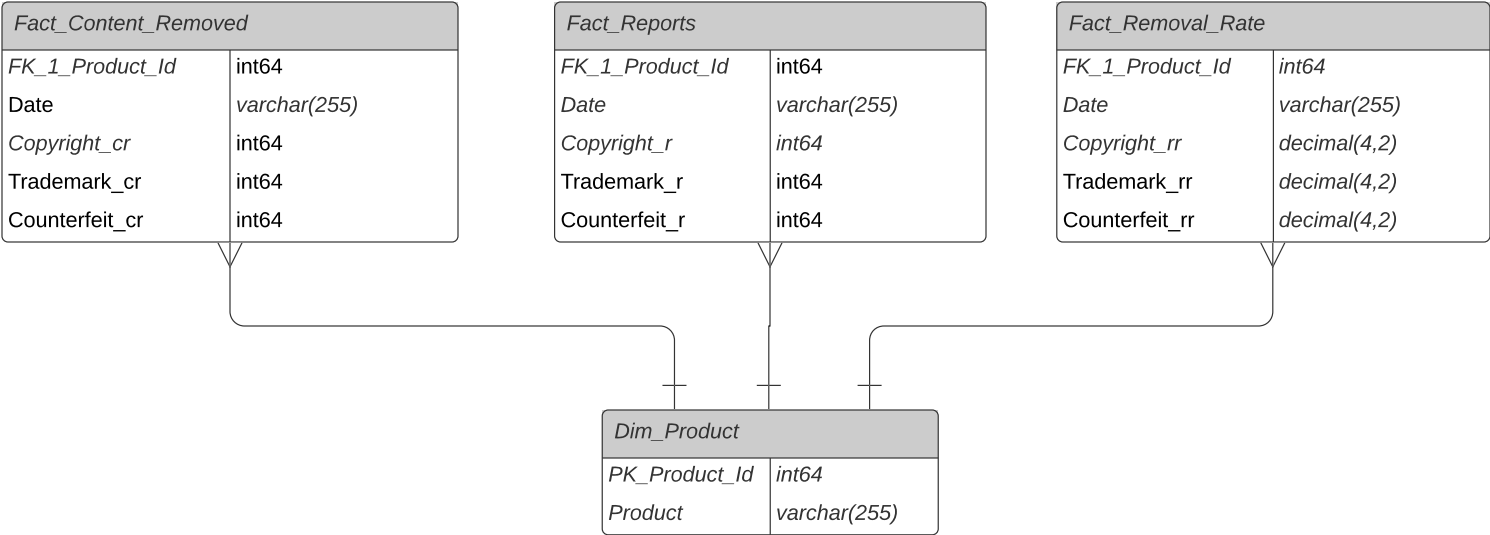 Fact_Content_Removed
FK_1_Product_Id int64
Date varchar(255)
Copyright_cr int64
Trademark_cr int64
Counterfeit_cr int64
Fact_Reports
FK_1_Product_Id int64
Date varchar(255)
Copyright_r int64
Trademark_r int64
Counterfeit_r int64
Fact_Removal_Rate
FK_1_Product_Id int64
Date varchar(255)
Copyright_rr decimal(4,2)
Trademark_rr decimal(4,2)
Counterfeit_rr decimal(4,2)
Dim_Product
PK_Product_Id int64
Product varchar(255)